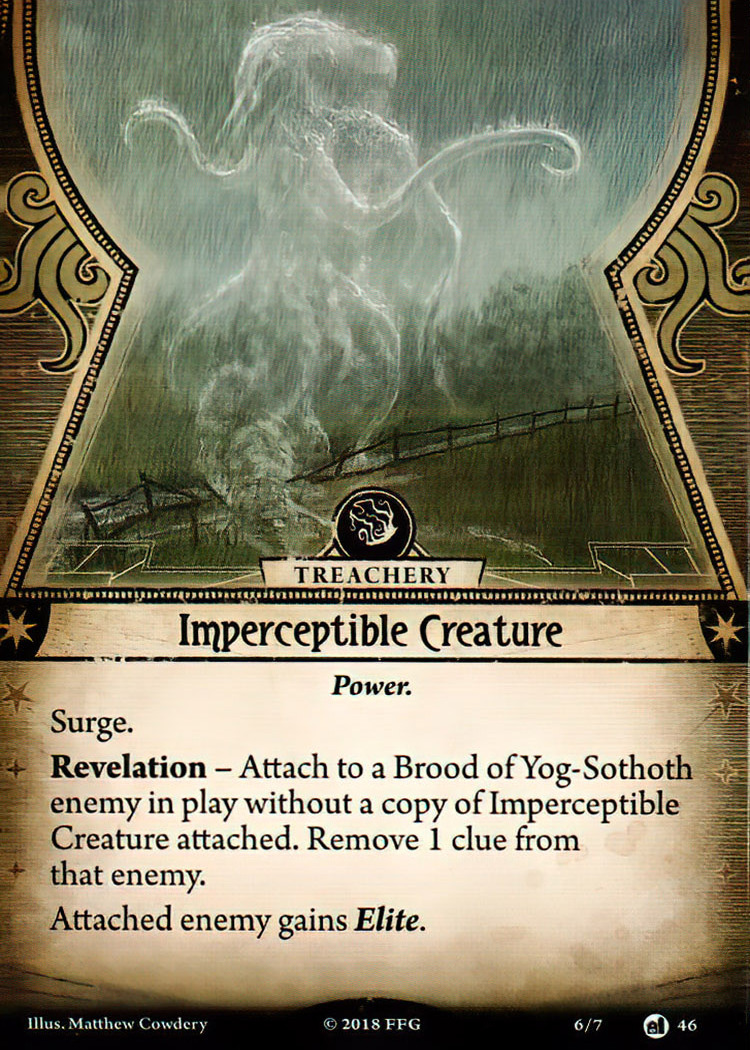 TREACHERY
Imperceptible Creature
Power.
Surge.
Revelation – Attach to a Brood of Yog-Sothoth
enemy in play without a copy of Imperceptible
Creature attached. Remove 1 clue from
that enemy.
Attached enemy gains Elite.
Illus. Matthew Cowdery © 2018 FFG 6/7 46